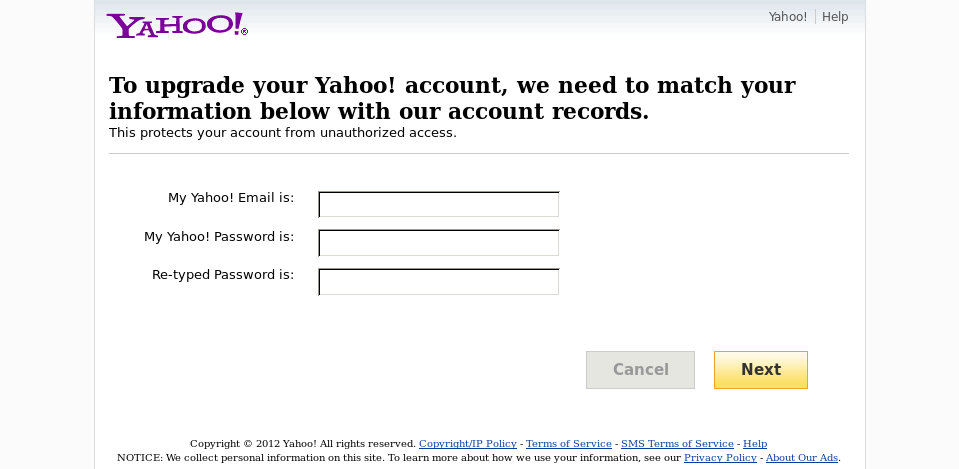 YAHOO!®
Yahoo! Help
To upgrade your Yahoo! account, we need to match your
information below with our account records.
This protects your account from unauthorized access.
My Yahoo! Email is:
My Yahoo! Password is:
Re-typed Password is:
Cancel Next
Copyright © 2012 Yahoo! All rights reserved. Copyright/IP Policy - Terms of Service - SMS Terms of Service - Help
NOTICE: We collect personal information on this site. To learn more about how we use your information, see our Privacy Policy - About Our Ads.